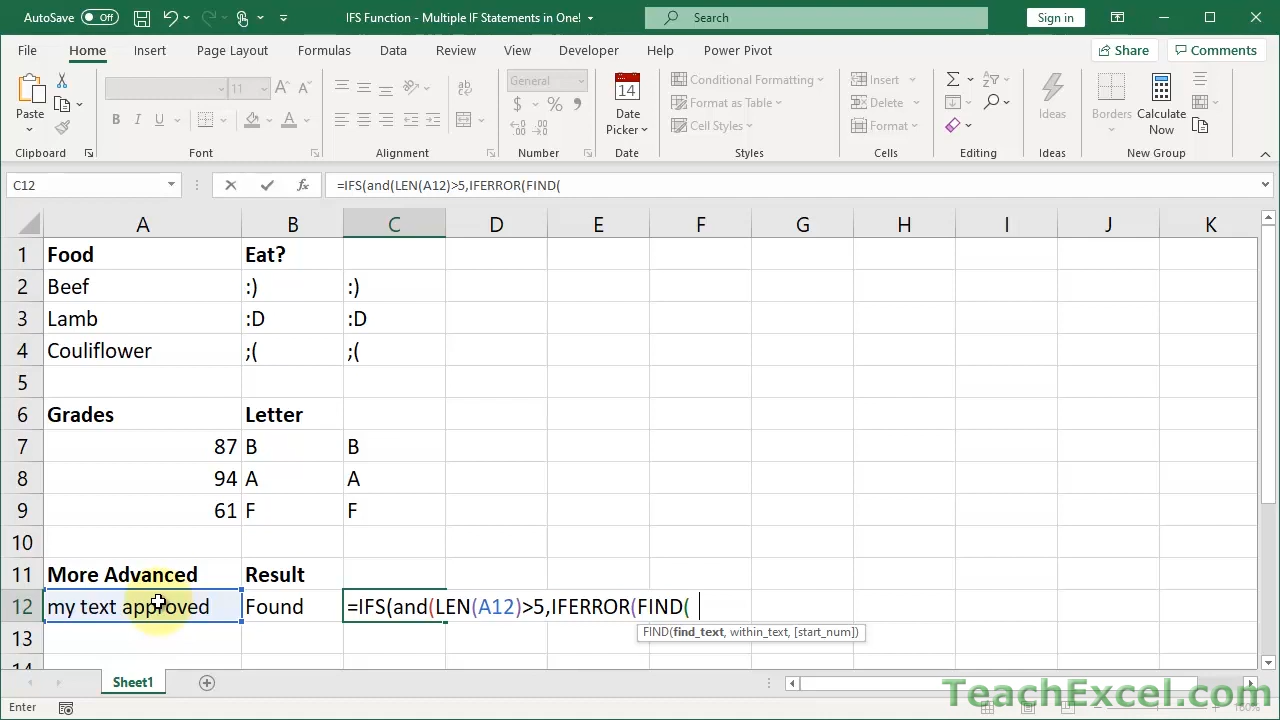 AutoSave Off IFS Function - Multiple IF Statements in One! Search Sign in
File Home Insert Page Layout Formulas Data Review View Developer Help Power Pivot Share Comments
Paste
General
$ % ,
11
14
Date Picker
Conditional Formatting
Format as Table
Cell Styles
Insert
Delete
Format
Ideas
Borders
Calculate Now
Clipboard Font Alignment Number Date Styles Cells Editing Ideas New Group
C12 fx =IFS(and(LEN(A12)>5,IFERROR(FIND(
A B C D E F G H I J K
1 Food Eat?
2 Beef :) :)
3 Lamb :D :D
4 Couliflower ;( ;(
5
6 Grades Letter
7 87 B B
8 94 A A
9 61 F F
10
11 More Advanced Result
12 my text approved Found =IFS(and(LEN(A12)>5,IFERROR(FIND(
FIND(find_text, within_text, [start_num])
13
14
Sheet1
TeachExcel.com
Enter 100%